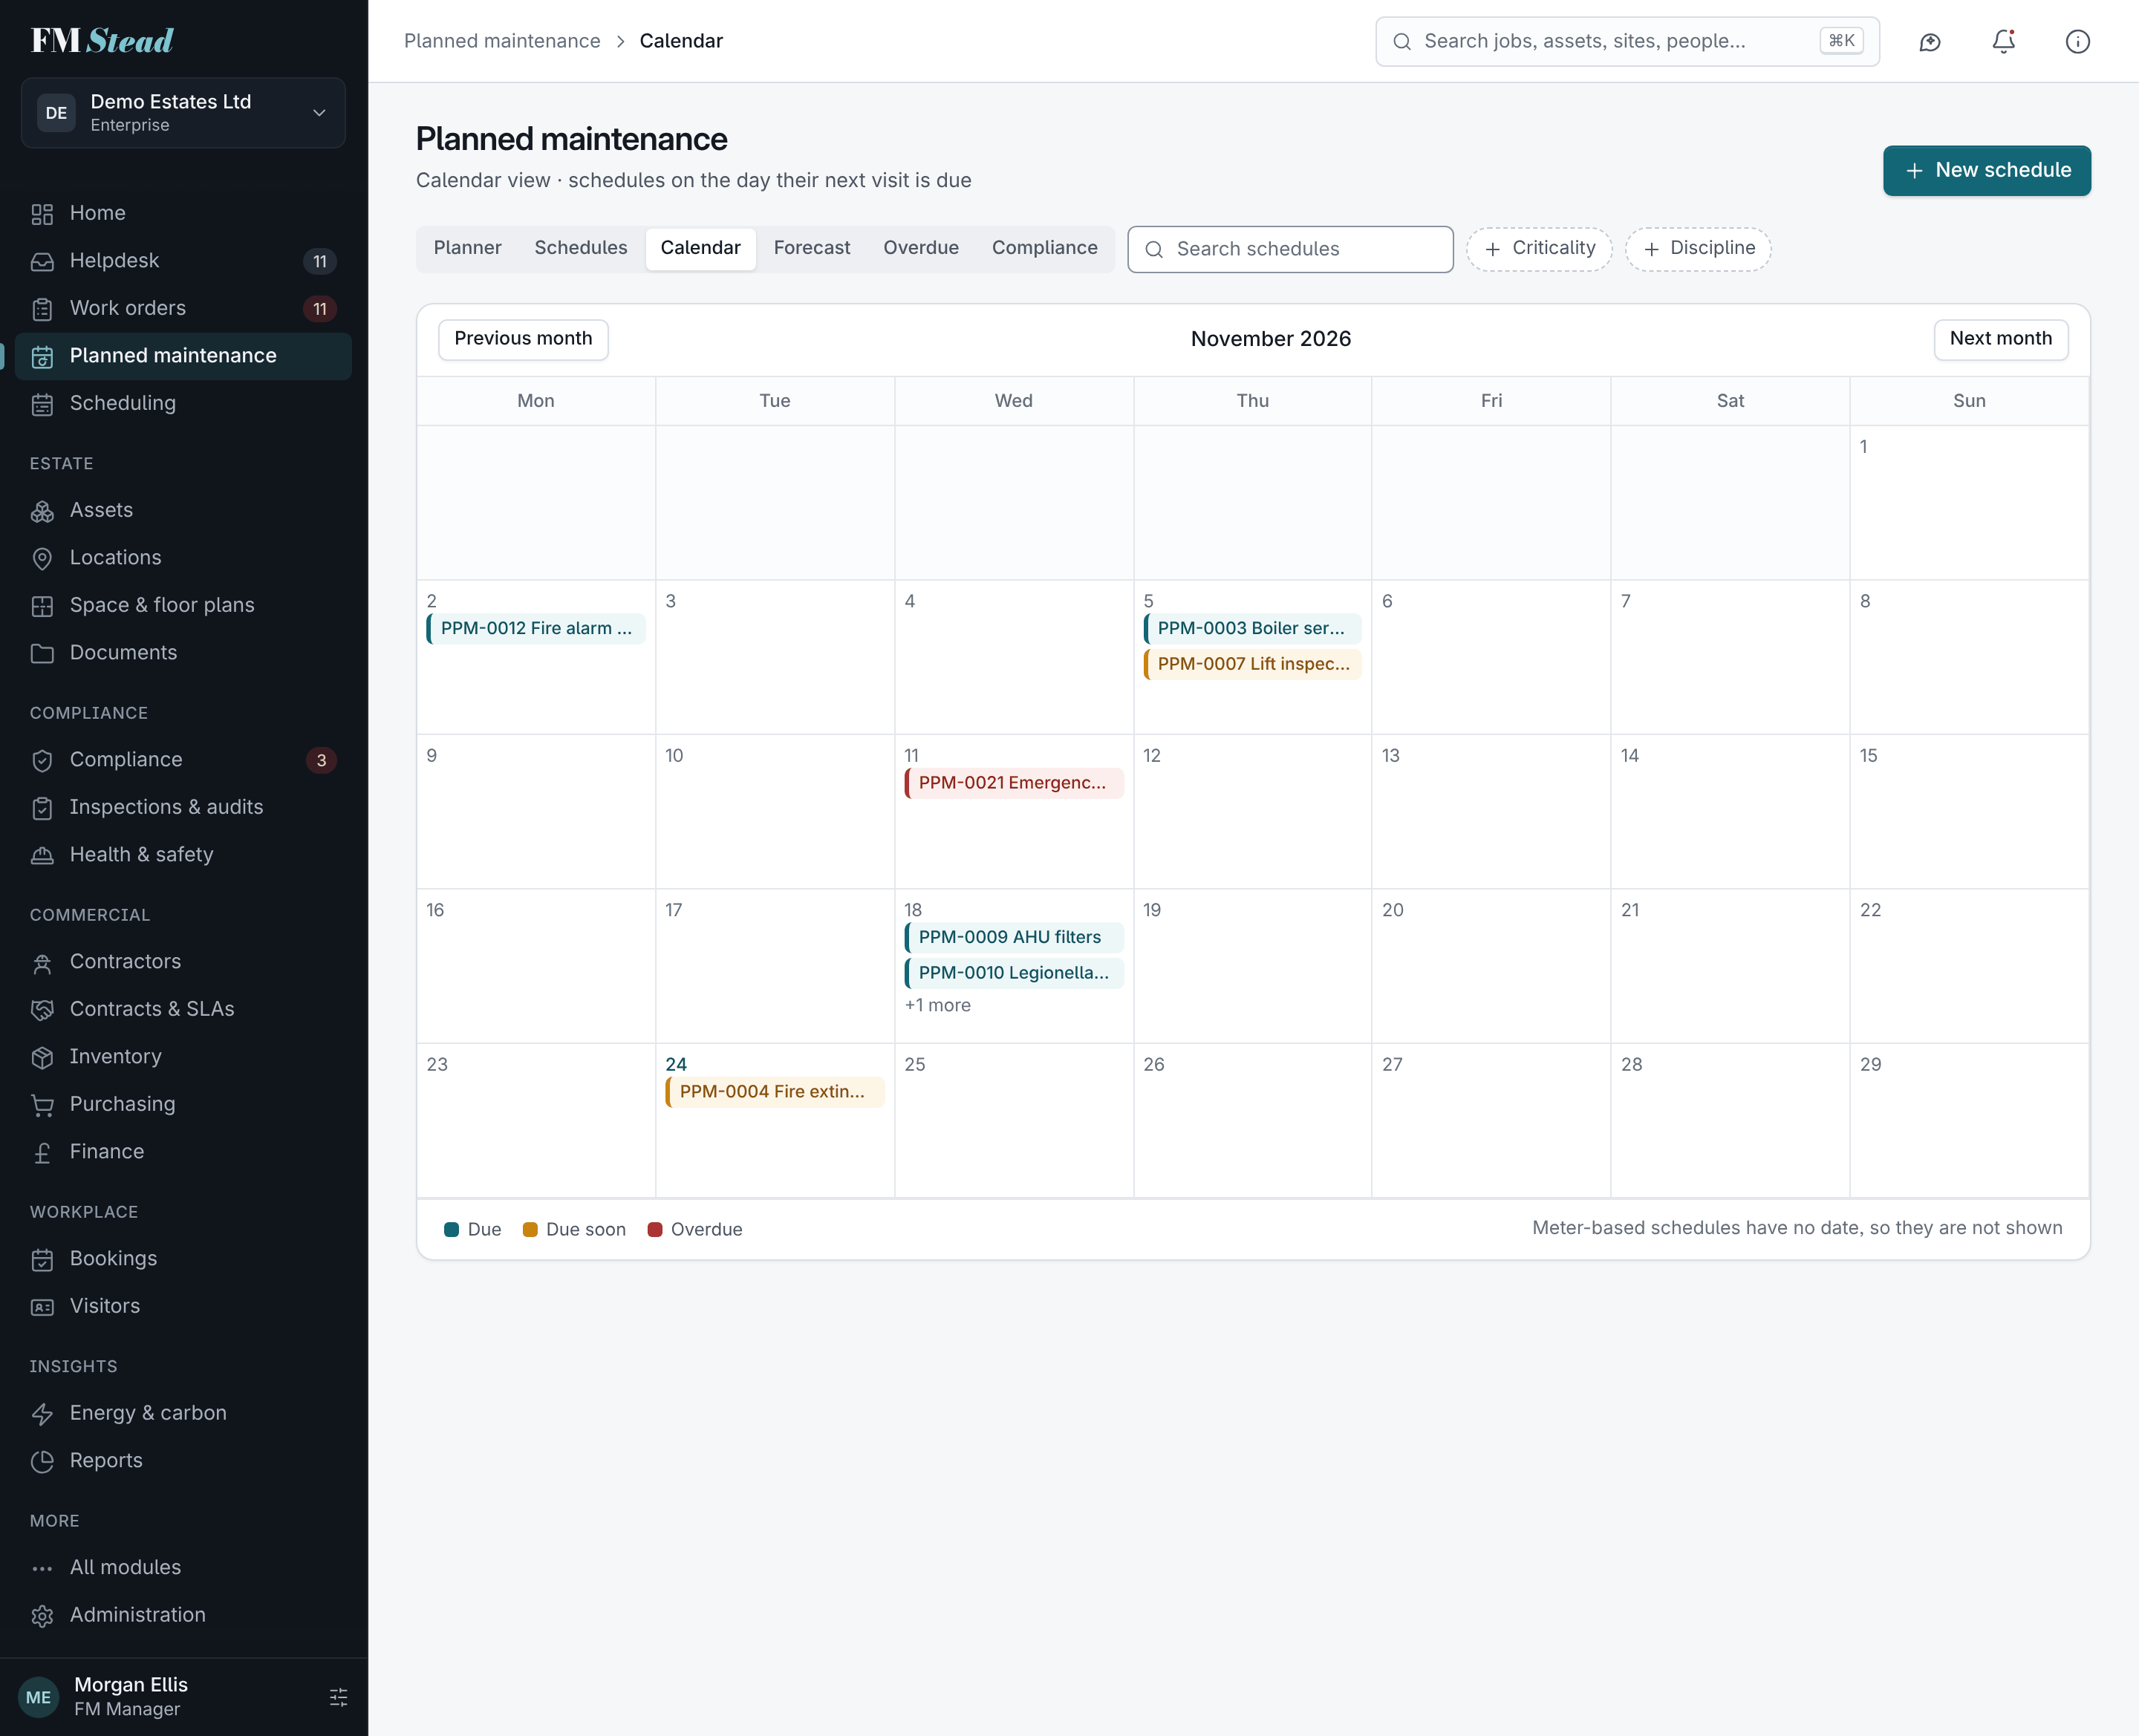 FM Stead
DE
Demo Estates Ltd
Enterprise
Home
Helpdesk 11
Work orders 11
Planned maintenance
Scheduling
ESTATE
Assets
Locations
Space & floor plans
Documents
COMPLIANCE
Compliance 3
Inspections & audits
Health & safety
COMMERCIAL
Contractors
Contracts & SLAs
Inventory
Purchasing
Finance
WORKPLACE
Bookings
Visitors
INSIGHTS
Energy & carbon
Reports
MORE
All modules
Administration
ME
Morgan Ellis
FM Manager
Planned maintenance > Calendar
Search jobs, assets, sites, people... ⌘K
Planned maintenance
Calendar view · schedules on the day their next visit is due
+ New schedule
Planner Schedules Calendar Forecast Overdue Compliance
Search schedules
+ Criticality
+ Discipline
Previous month
November 2026
Next month
Mon Tue Wed Thu Fri Sat Sun
1
2 3 4 5 6 7 8
PPM-0012 Fire alarm ...
PPM-0003 Boiler ser...
PPM-0007 Lift inspec...
9 10 11 12 13 14 15
PPM-0021 Emergenc...
16 17 18 19 20 21 22
PPM-0009 AHU filters
PPM-0010 Legionella...
+1 more
23 24 25 26 27 28 29
PPM-0004 Fire extin...
Due Due soon Overdue
Meter-based schedules have no date, so they are not shown